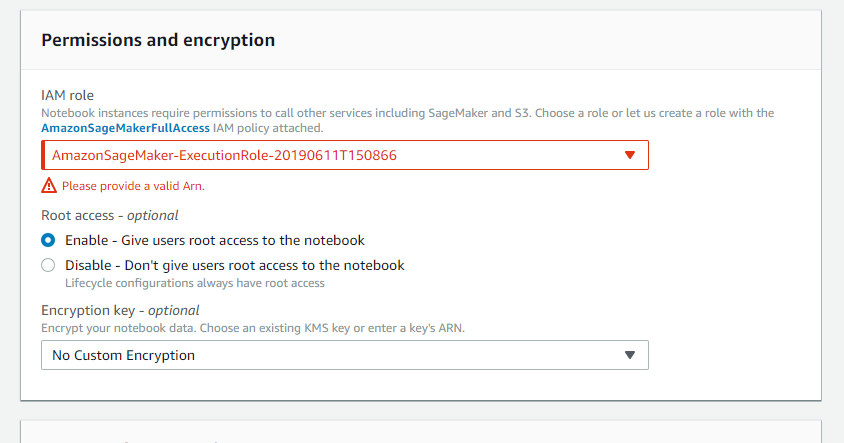 Permissions and encryption
IAM role
Notebook instances require permissions to call other services including SageMaker and S3. Choose a role or let us create a role with the
AmazonSageMakerFullAccess IAM policy attached.
AmazonSageMaker-ExecutionRole-20190611T150866
Please provide a valid Arn.
Root access - optional
Enable - Give users root access to the notebook
Disable - Don't give users root access to the notebook
Lifecycle configurations always have root access
Encryption key - optional
Encrypt your notebook data. Choose an existing KMS key or enter a key's ARN.
No Custom Encryption